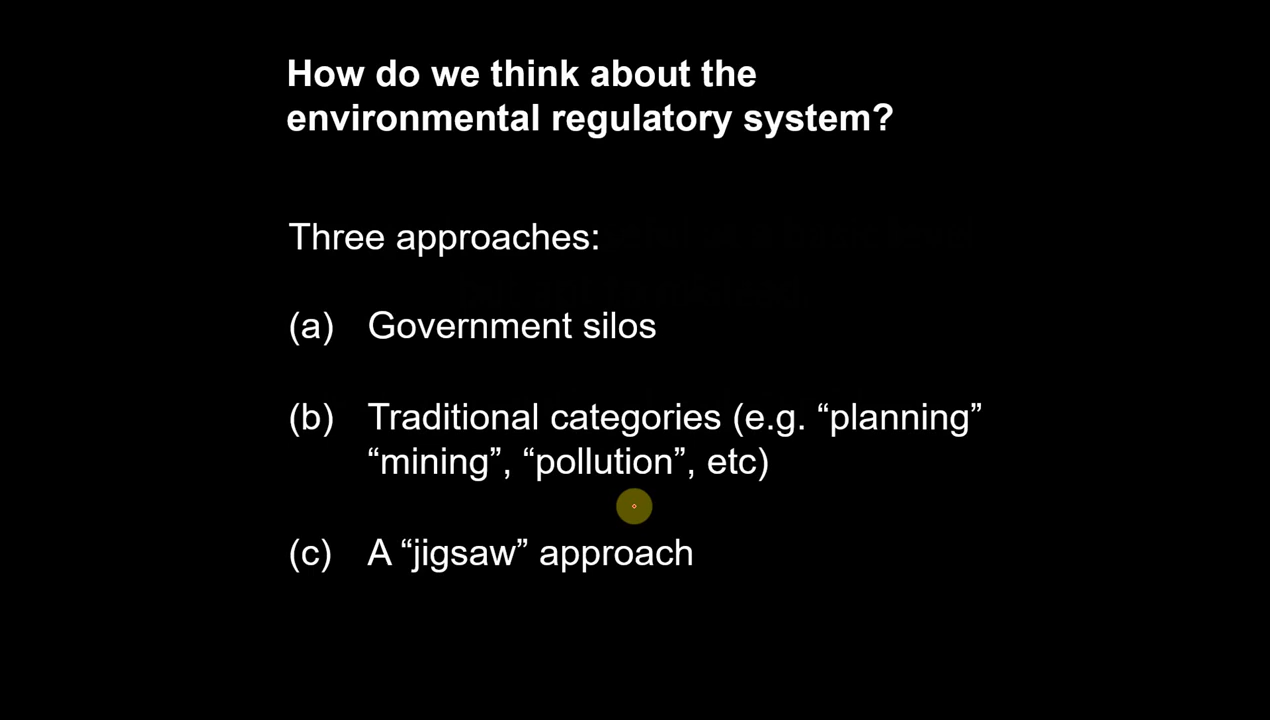 How do we think about the
environmental regulatory system?
Three approaches:
(a) Government silos
(b) Traditional categories (e.g. “planning”
“mining”, “pollution”, etc)
(c) A “jigsaw” approach